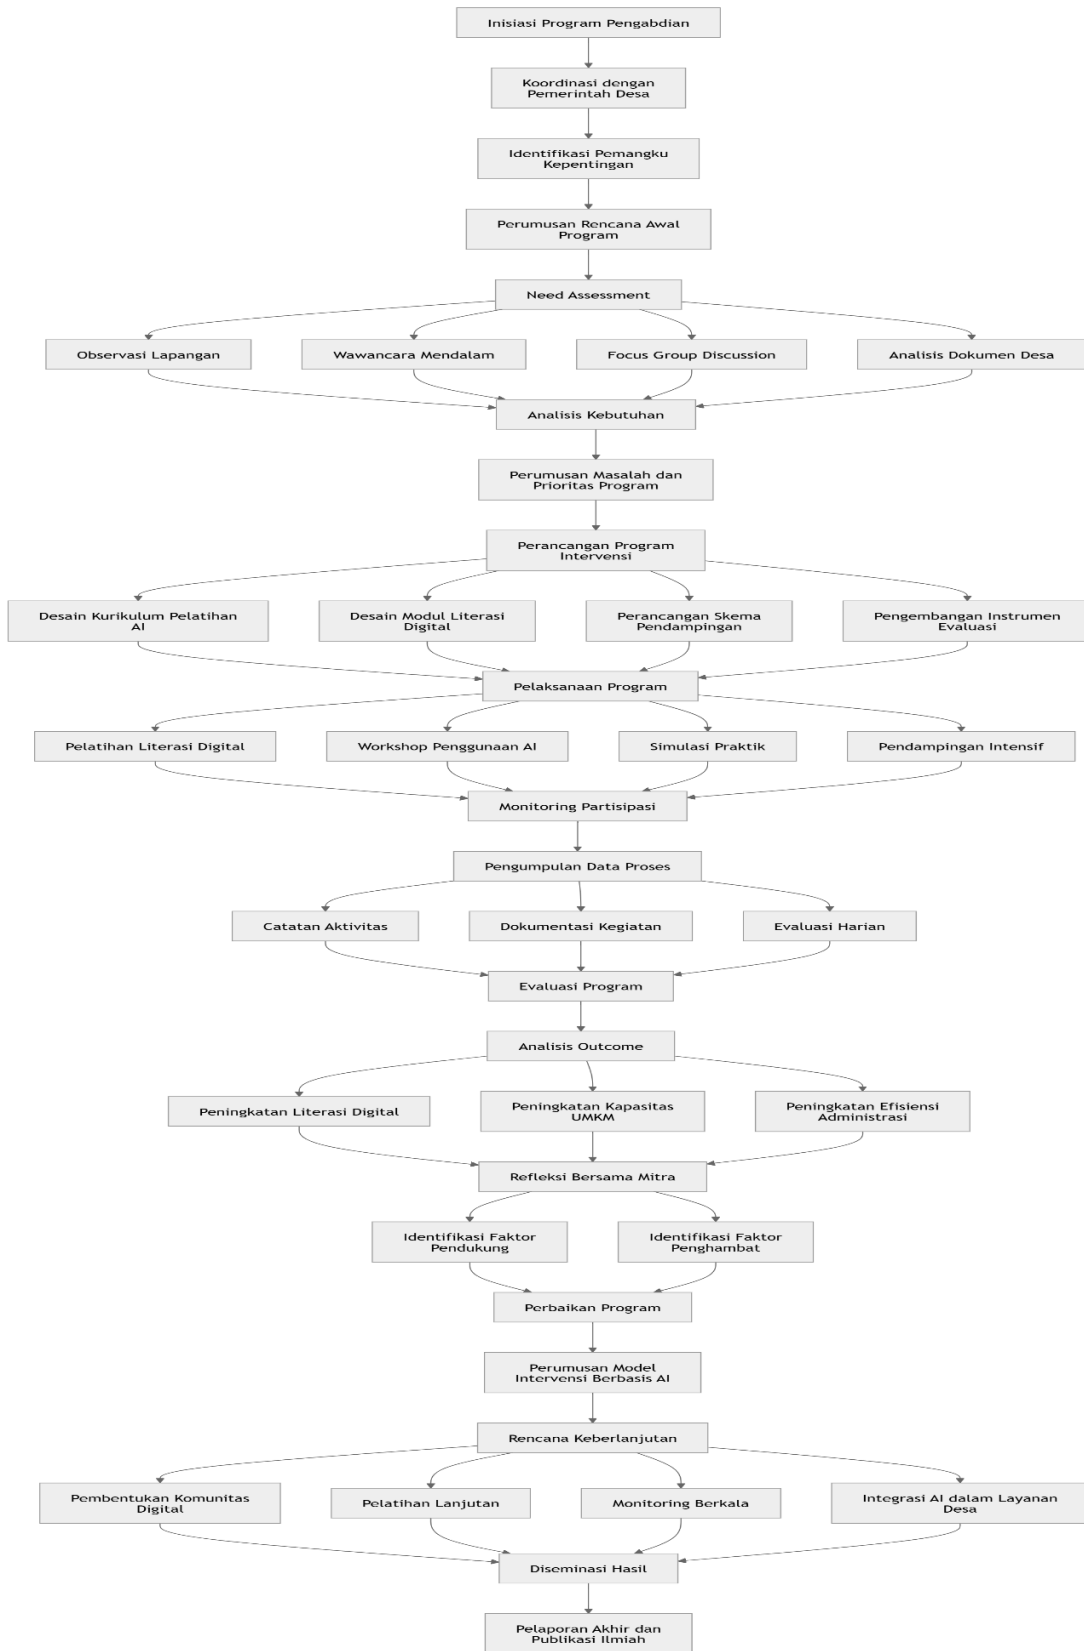 Inisiasi Program Pengabdian
Koordinasi dengan
Pemerintah Desa
Identifikasi Pemangku
Kepentingan
Perumusan Rencana Awal
Program
Need Assessment
Observasi Lapangan
Wawancara Mendalam
Focus Group Discussion
Analisis Dokumen Desa
Analisis Kebutuhan
Perumusan Masalah dan
Prioritas Program
Perancangan Program
Intervensi
Desain Kurikulum Pelatihan
AI
Desain Modul Literasi
Digital
Perancangan Skema
Pendampingan
Pengembangan Instrumen
Evaluasi
Pelaksanaan Program
Pelatihan Literasi Digital
Workshop Penggunaan AI
Simulasi Praktik
Pendampingan Intensif
Monitoring Partisipasi
Pengumpulan Data Proses
Catatan Aktivitas
Dokumentasi Kegiatan
Evaluasi Harian
Evaluasi Program
Analisis Outcome
Peningkatan Literasi Digital
Peningkatan Kapasitas
UMKM
Peningkatan Efisiensi
Administrasi
Refleksi Bersama Mitra
Identifikasi Faktor
Pendukung
Identifikasi Faktor
Penghambat
Perbaikan Program
Perumusan Model
Intervensi Berbasis AI
Rencana Keberlanjutan
Pembentukan Komunitas
Digital
Pelatihan Lanjutan
Monitoring Berkala
Integrasi AI dalam Layanan
Desa
Diseminasi Hasil
Pelaporan Akhir dan
Publikasi Ilmiah